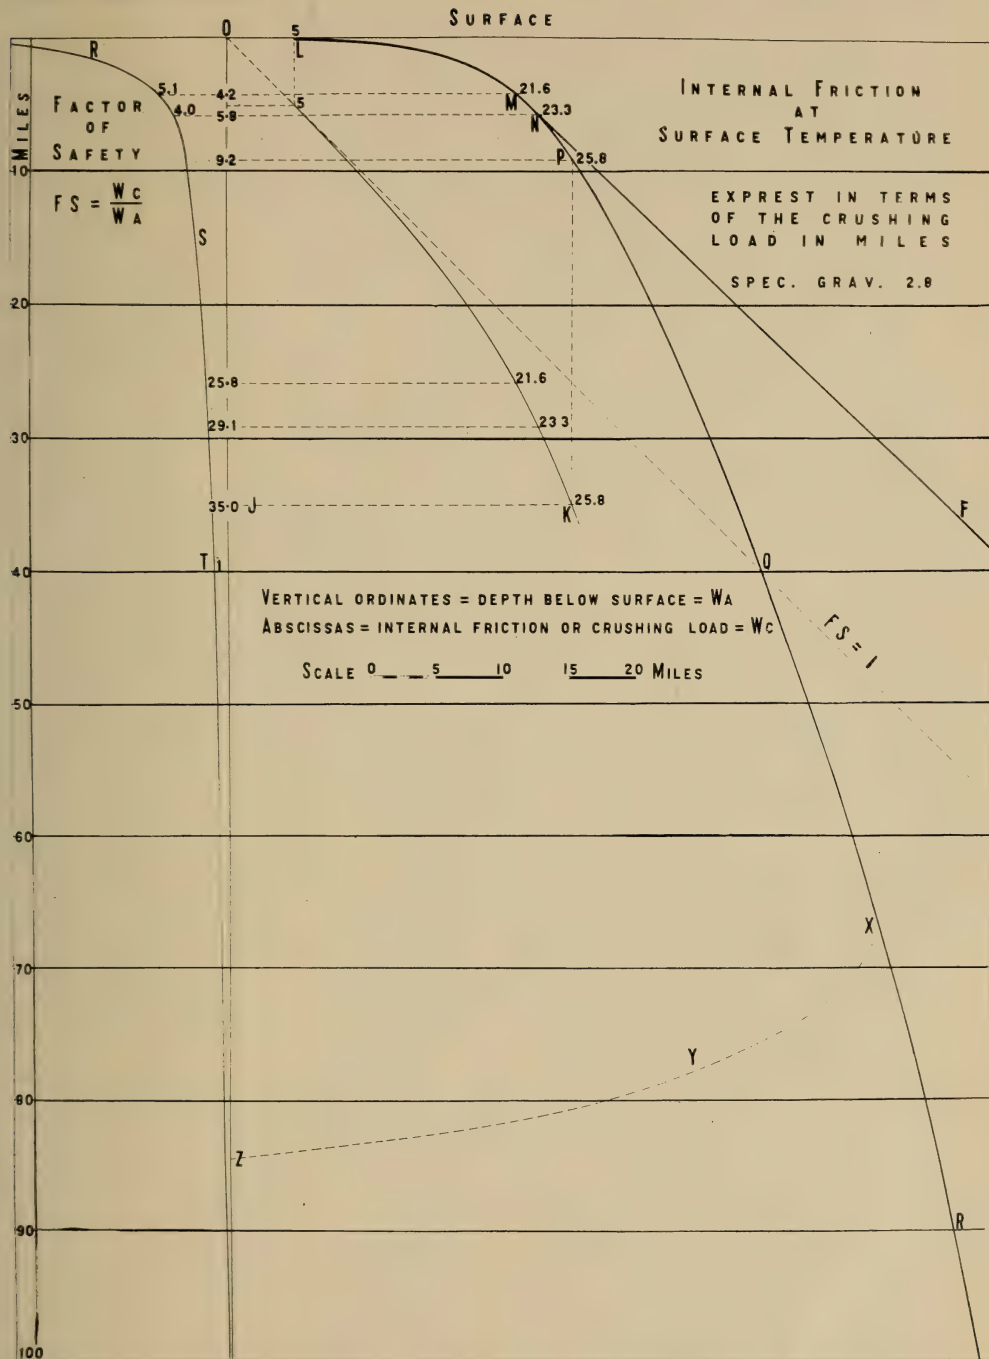 SURFACE
0 5
R L
5.1 4.2 21.6
M
4.0 5.8 5 N 23.3
9.2 P 25.8
MILES
FACTOR
OF
SAFETY
FS = WC
WA
INTERNAL FRICTION
AT
SURFACE TEMPERATURE
EXPREST IN TERMS
OF THE CRUSHING
LOAD IN MILES
SPEC. GRAV. 2.8
10
S
20
25.8 21.6
29.1 23.3
30
35.0 J K 25.8
F
T 1 Q
40
VERTICAL ORDINATES = DEPTH BELOW SURFACE = WA
ABSCISSAS = INTERNAL FRICTION OR CRUSHING LOAD = WC
FS = 1
SCALE 0 5 10 15 20 MILES
50
60
X
70
Y
80
Z
90 R
100